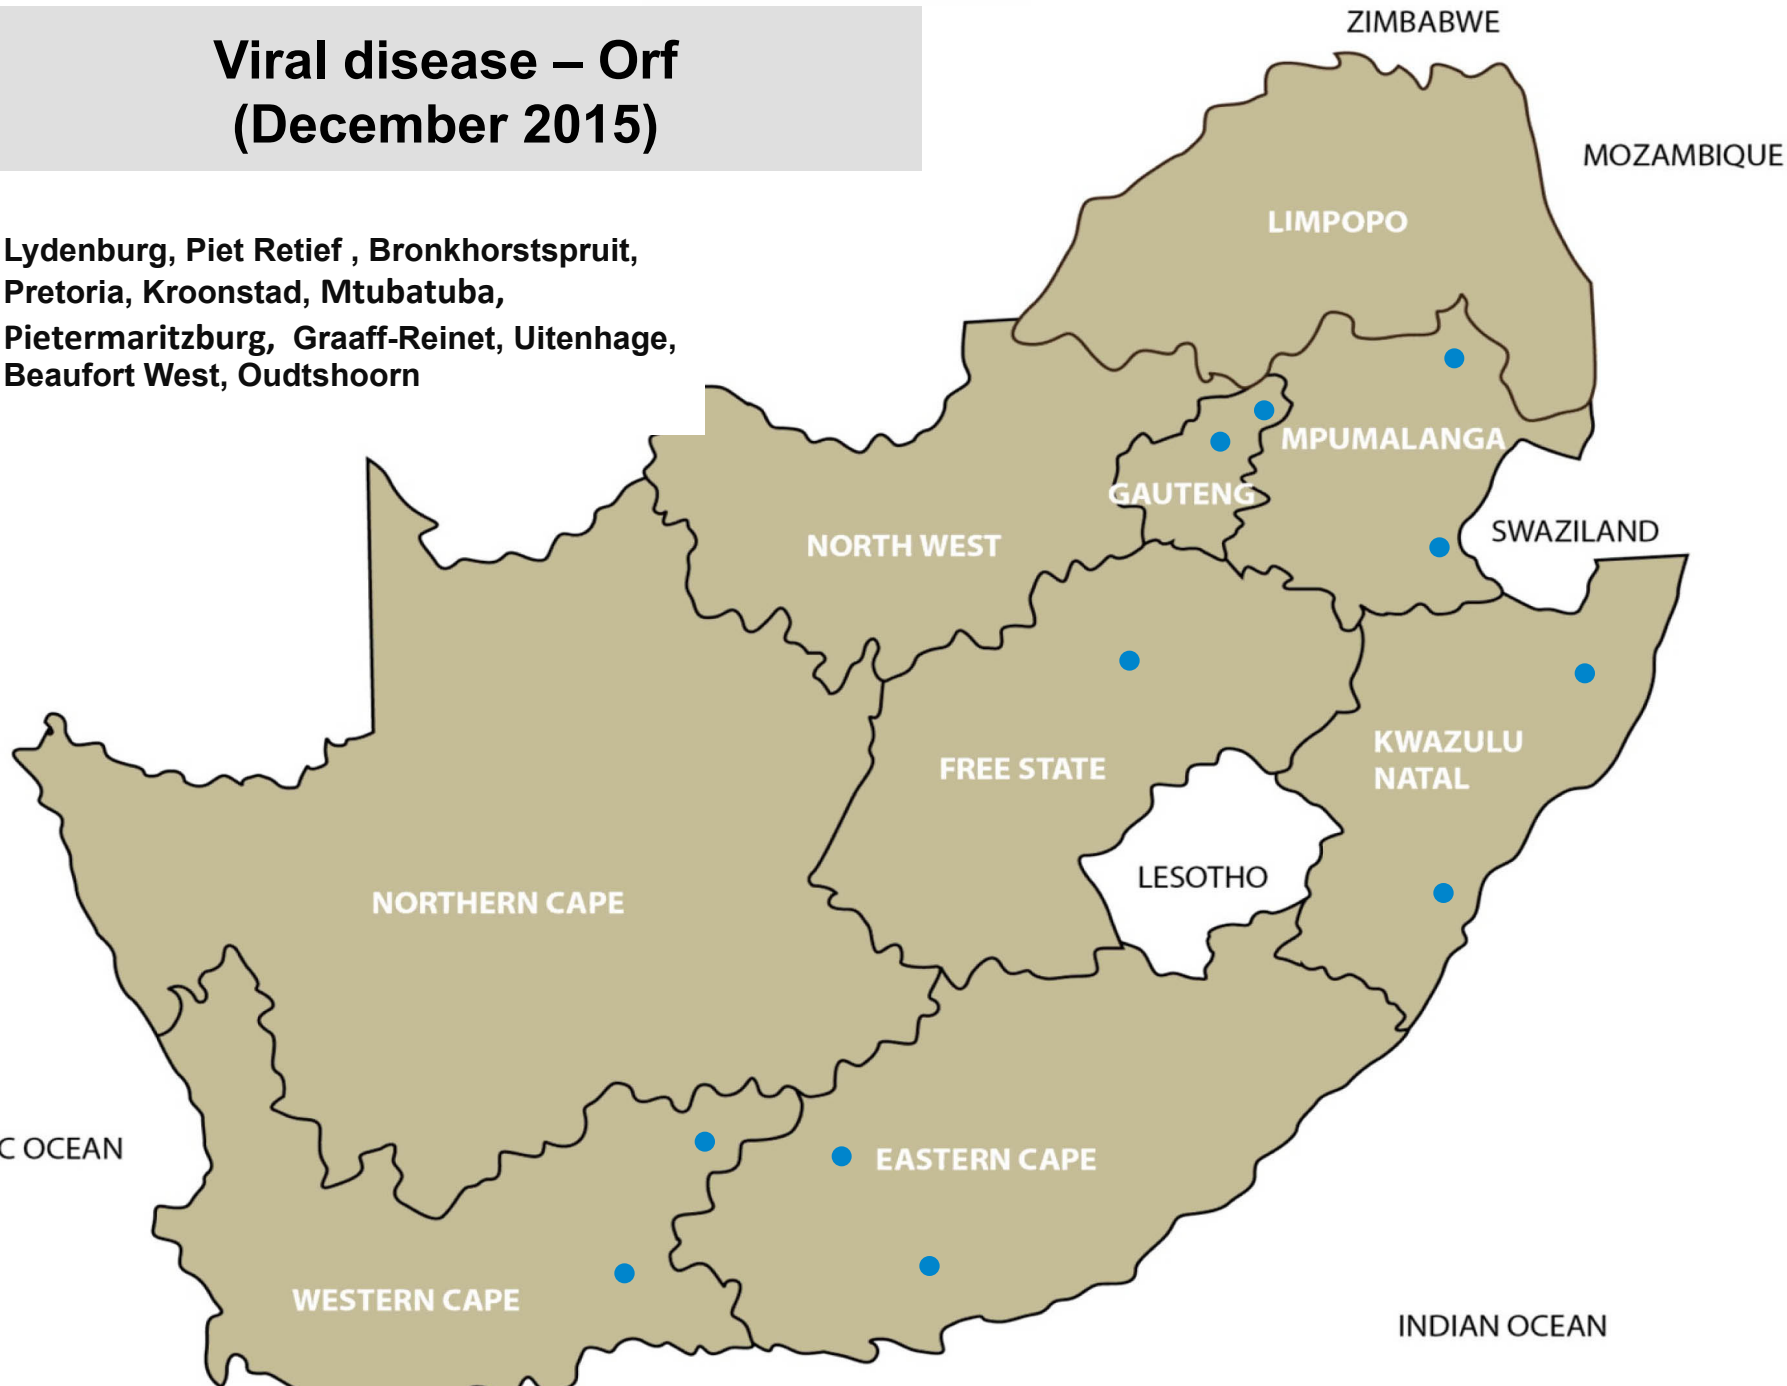 Viral disease – Orf
(December 2015)
Lydenburg, Piet Retief , Bronkhorstspruit,
Pretoria, Kroonstad, Mtubatuba,
Pietermaritzburg, Graaff-Reinet, Uitenhage,
Beaufort West, Oudtshoorn
ZIMBABWE
MOZAMBIQUE
LIMPOPO
MPUMALANGA
GAUTENG
SWAZILAND
NORTH WEST
KWAZULU
NATAL
FREE STATE
LESOTHO
NORTHERN CAPE
C OCEAN
EASTERN CAPE
WESTERN CAPE
INDIAN OCEAN